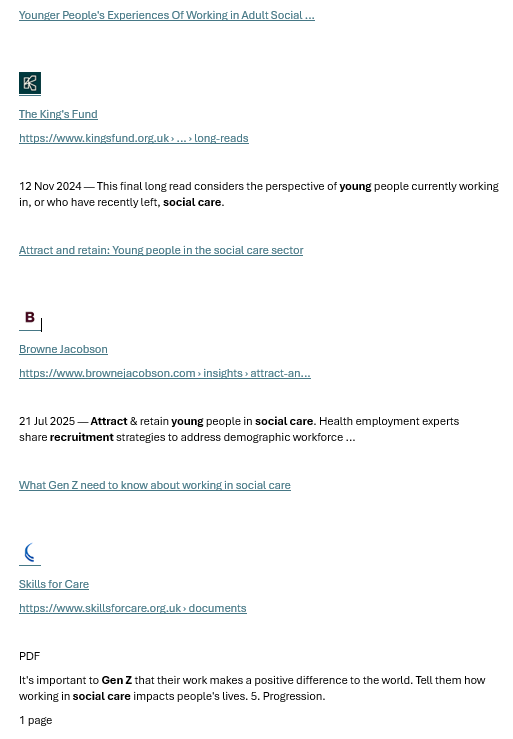 Younger People's Experiences Of Working in Adult Social ...
The King's Fund
https://www.kingsfund.org.uk › ... › long-reads
12 Nov 2024 — This final long read considers the perspective of young people currently working
in, or who have recently left, social care.
Attract and retain: Young people in the social care sector
B
Browne Jacobson
https://www.brownejacobson.com › insights › attract-an...
21 Jul 2025 — Attract & retain young people in social care. Health employment experts
share recruitment strategies to address demographic workforce ...
What Gen Z need to know about working in social care
Skills for Care
https://www.skillsforcare.org.uk › documents
PDF
It's important to Gen Z that their work makes a positive difference to the world. Tell them how
working in social care impacts people's lives. 5. Progression.
1 page